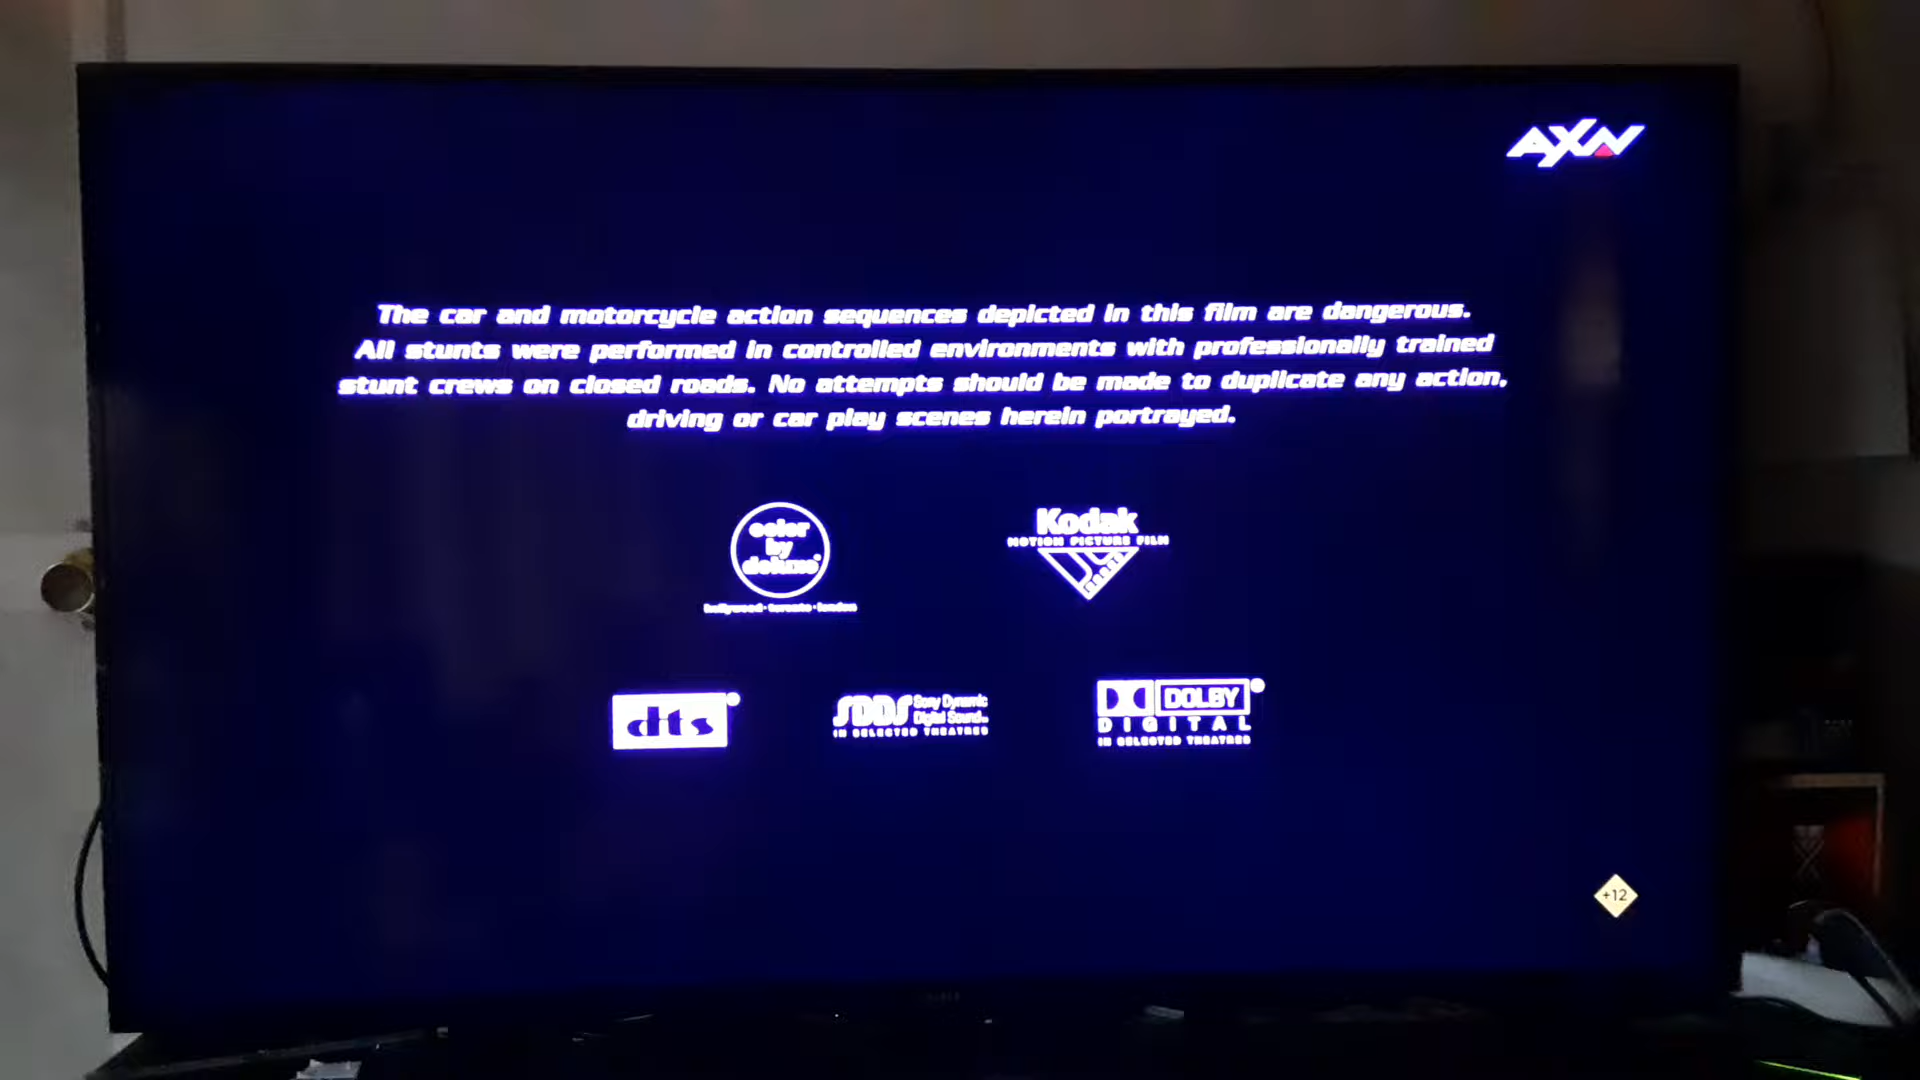 AXN
The car and motorcycle action sequences depicted in this film are dangerous.
All stunts were performed in controlled environments with professionally trained
stunt crews on closed roads. No attempts should be made to duplicate any action,
driving or car play scenes herein portrayed.
color
by
deluxe
hollywood · toronto · london
Kodak
MOTION PICTURE FILM
dts
SDDS Sony Dynamic
Digital Sound
IN SELECTED THEATRES
DOLBY
DIGITAL
IN SELECTED THEATRES
+12